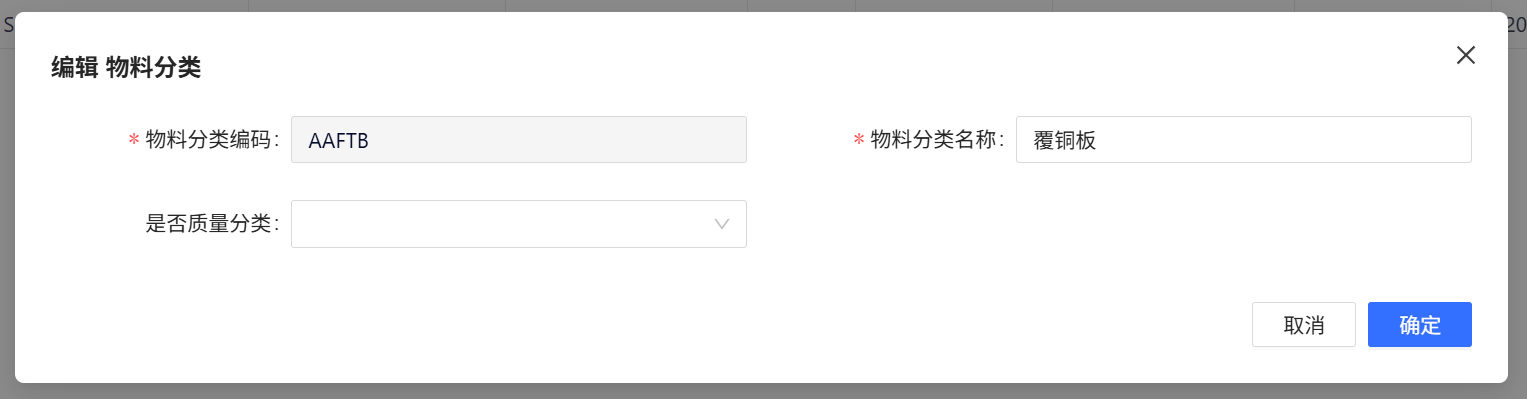 S
20
编辑 物料分类
* 物料分类编码: AAFTB
* 物料分类名称: 覆铜板
是否质量分类:
取消
确定